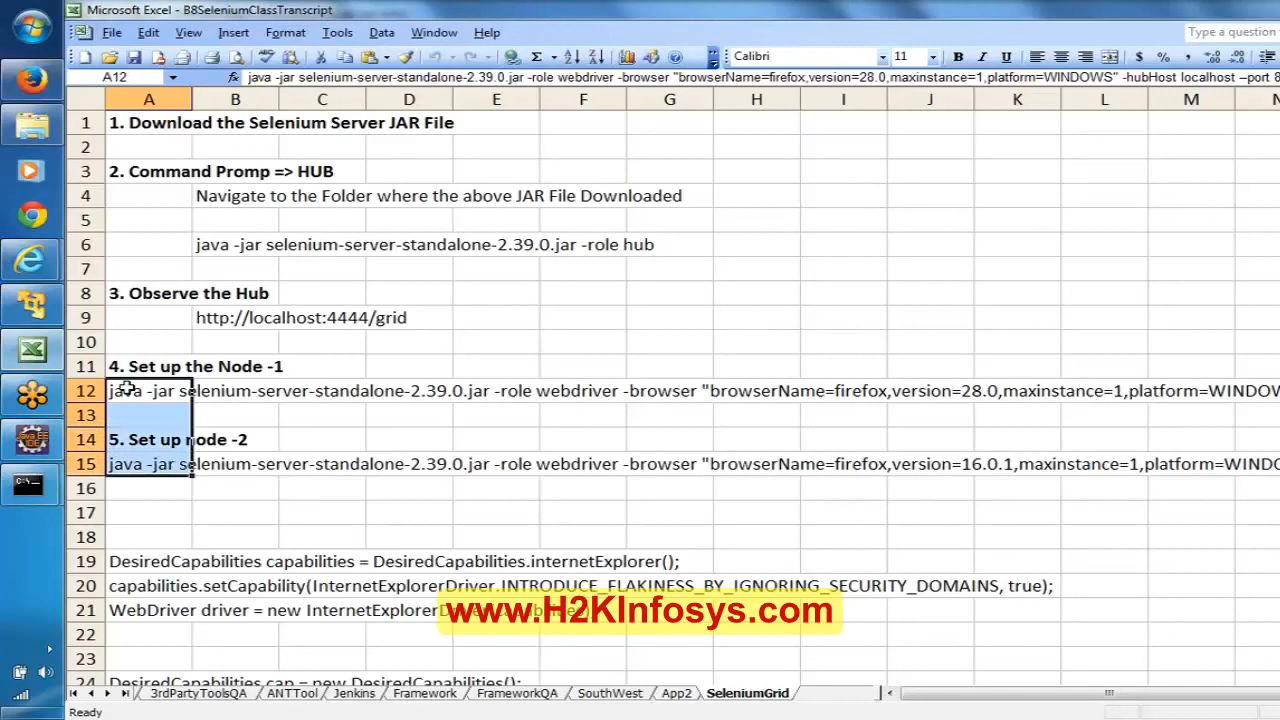 Microsoft Excel - B8SeleniumClassTranscript
File Edit View Insert Format Tools Data Window Help
Type a question
Calibri 11 B I U $ %
A12 fx java -jar selenium-server-standalone-2.39.0.jar -role webdriver -browser "browserName=firefox,version=28.0,maxinstance=1,platform=WINDOWS" -hubHost localhost –port
A B C D E F G H I J K L M
1 1. Download the Selenium Server JAR File
2
3 2. Command Promp => HUB
4 Navigate to the Folder where the above JAR File Downloaded
5
6 java -jar selenium-server-standalone-2.39.0.jar -role hub
7
8 3. Observe the Hub
9 http://localhost:4444/grid
10
11 4. Set up the Node -1
12 java -jar selenium-server-standalone-2.39.0.jar -role webdriver -browser "browserName=firefox,version=28.0,maxinstance=1,platform=WINDOW
13
14 5. Set up node -2
15 java -jar selenium-server-standalone-2.39.0.jar -role webdriver -browser "browserName=firefox,version=16.0.1,maxinstance=1,platform=WINDO
16
17
18
19 DesiredCapabilities capabilities = DesiredCapabilities.internetExplorer();
20 capabilities.setCapability(InternetExplorerDriver.INTRODUCE_FLAKINESS_BY_IGNORING_SECURITY_DOMAINS, true);
21 WebDriver driver = new InternetExplorerD
www.H2KInfosys.com
22
23
24 DesiredCapabilities cap = new DesiredCapabilities();
3rdPartyToolsQA ANTTool Jenkins Framework FrameworkQA SouthWest App2 SeleniumGrid
Ready